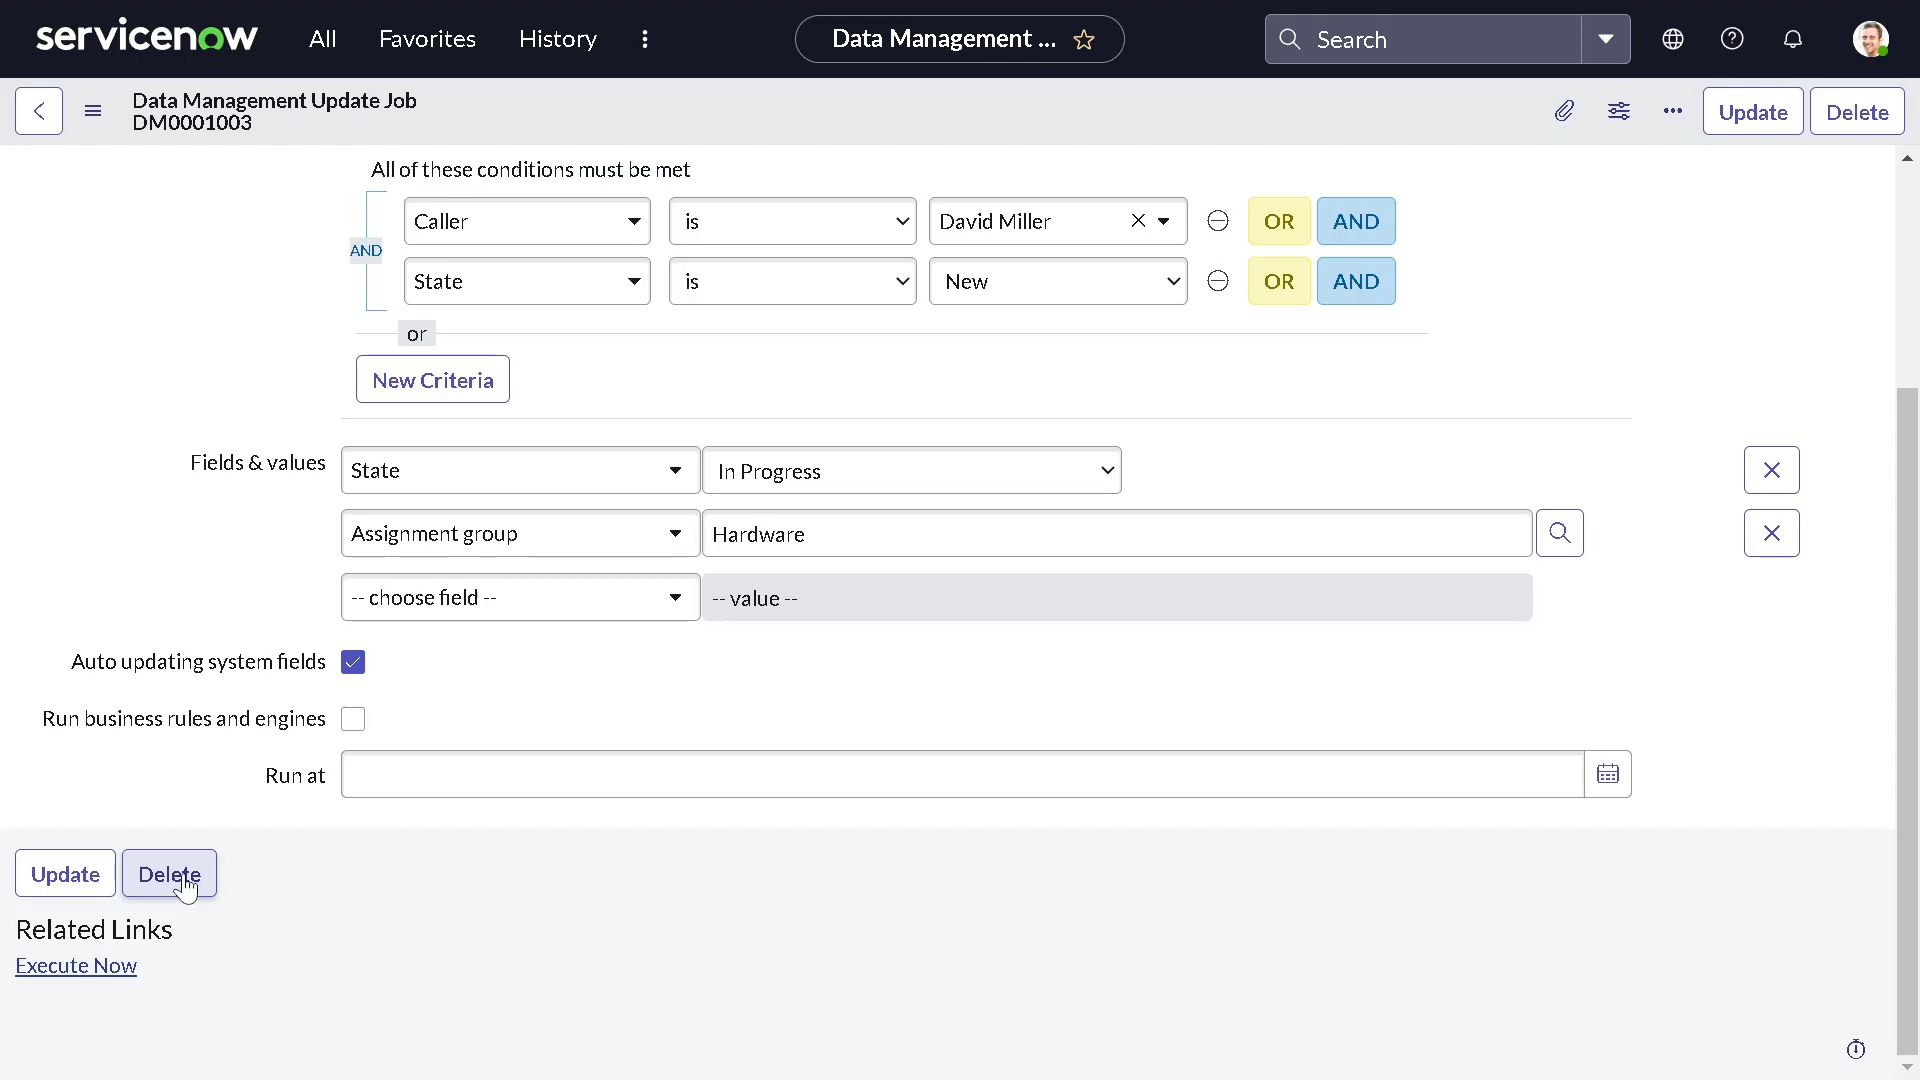 servicenow All Favorites History Data Management ... Search
Data Management Update Job
DM0001003
Update Delete
All of these conditions must be met
Caller is David Miller OR AND
AND
State is New OR AND
or
New Criteria
Fields & values State In Progress
Assignment group Hardware
-- choose field -- -- value --
Auto updating system fields
Run business rules and engines
Run at
Update Delete
Related Links
Execute Now